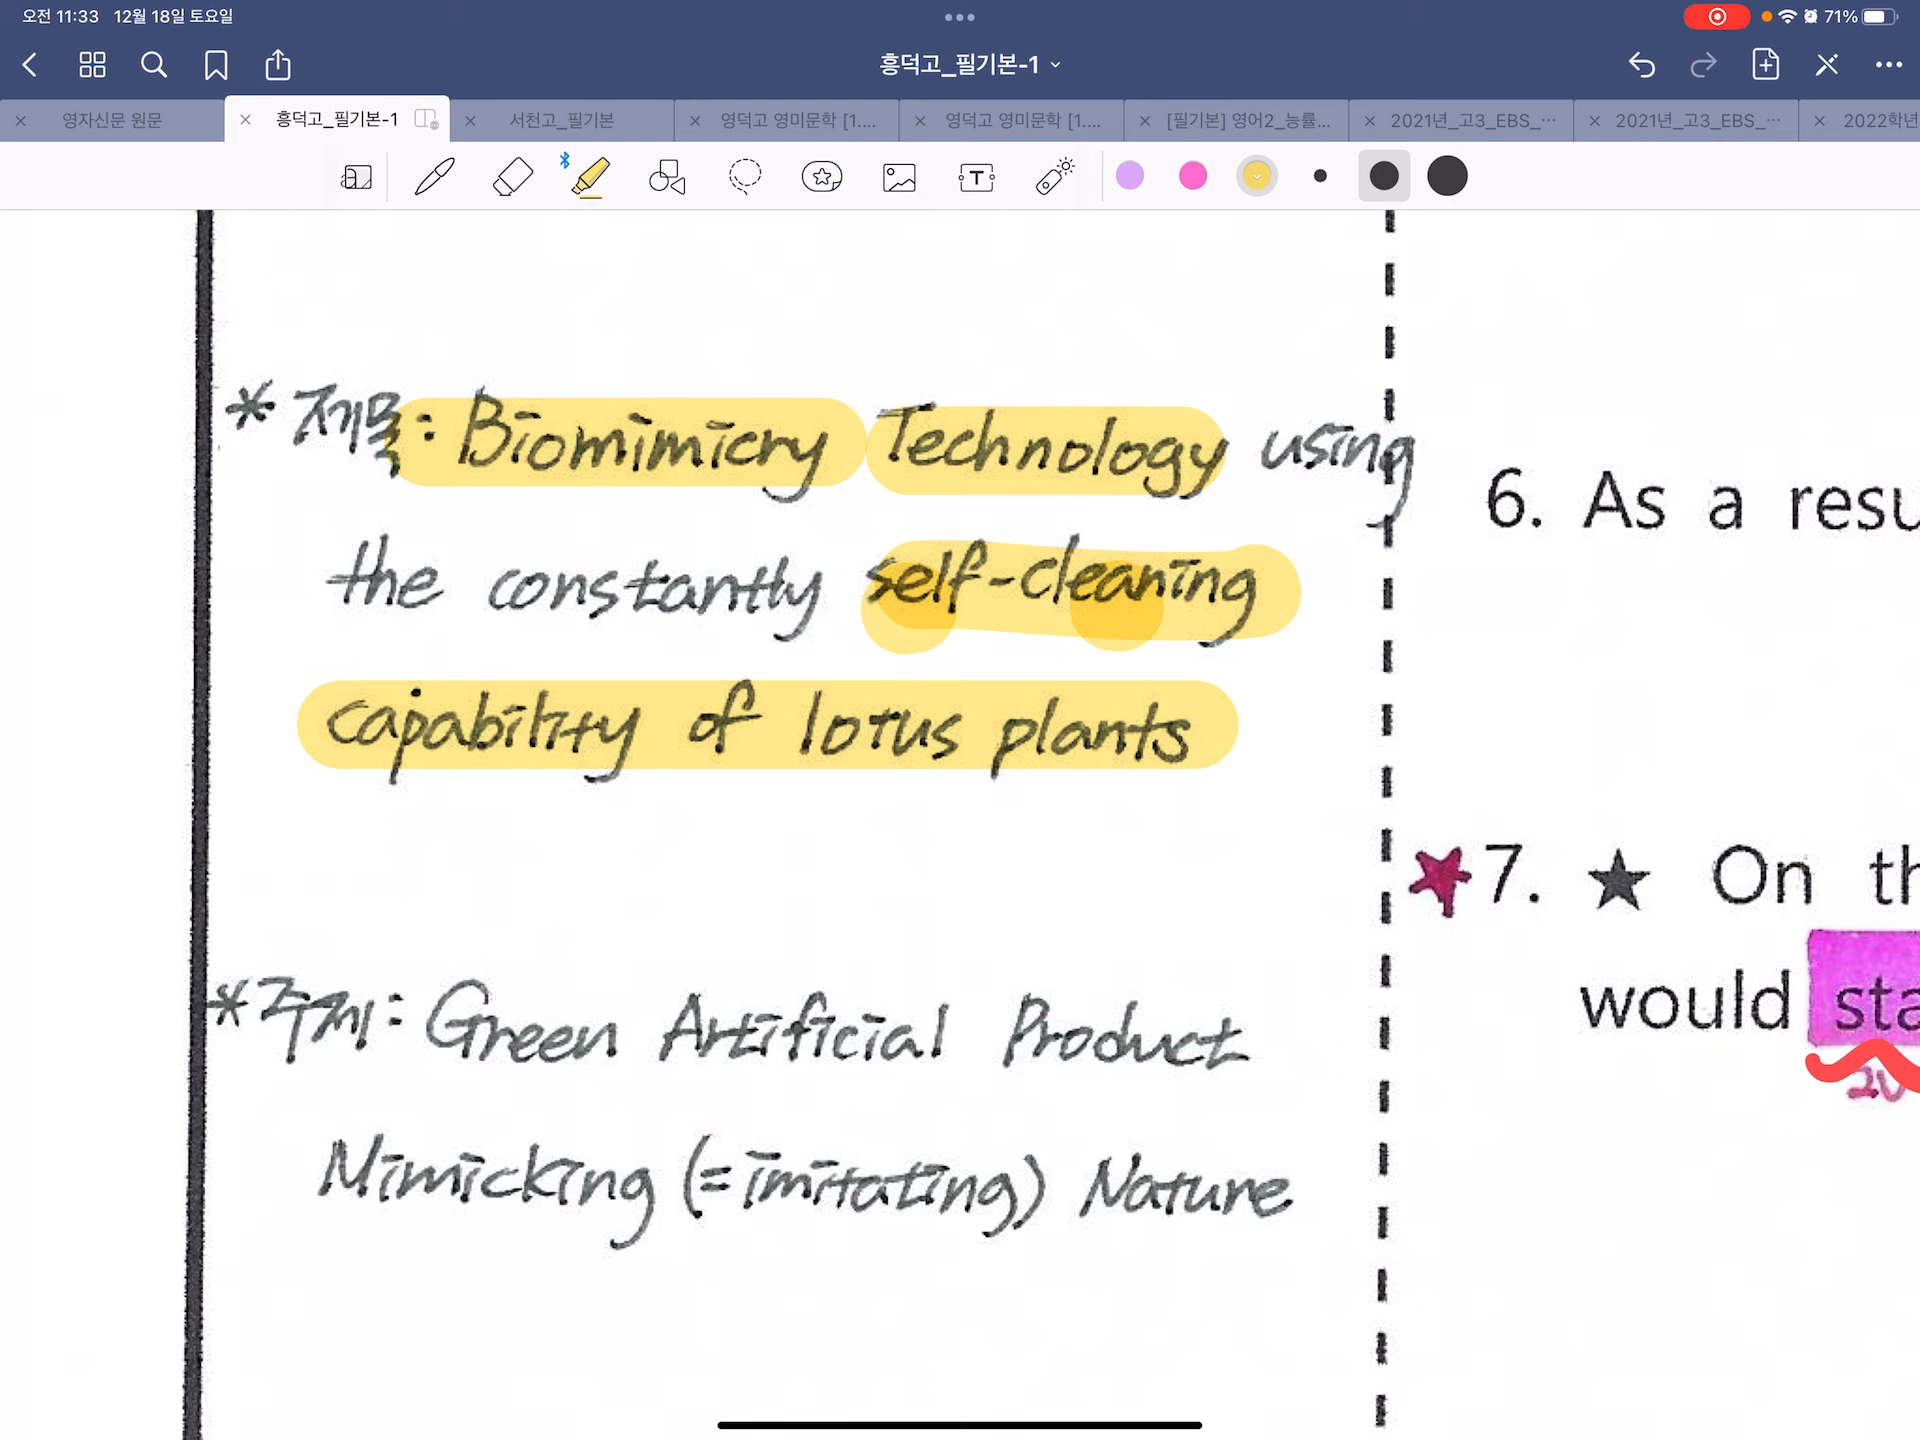 오전 11:33 12월 18일 토요일 71%
흥덕고_필기본-1
영자신문 원문 흥덕고_필기본-1 서천고_필기본 영덕고 영미문학 [1.... 영덕고 영미문학 [1.... [필기본] 영어2_능률... 2021년_고3_EBS_... 2021년_고3_EBS_... 2022학년
* 제목: Biomimicry Technology using
the constantly self-cleaning
capability of lotus plants
* 주제: Green Artificial Product
Mimicking (=imitating) Nature
6. As a resu
7. ★ On th
would sta